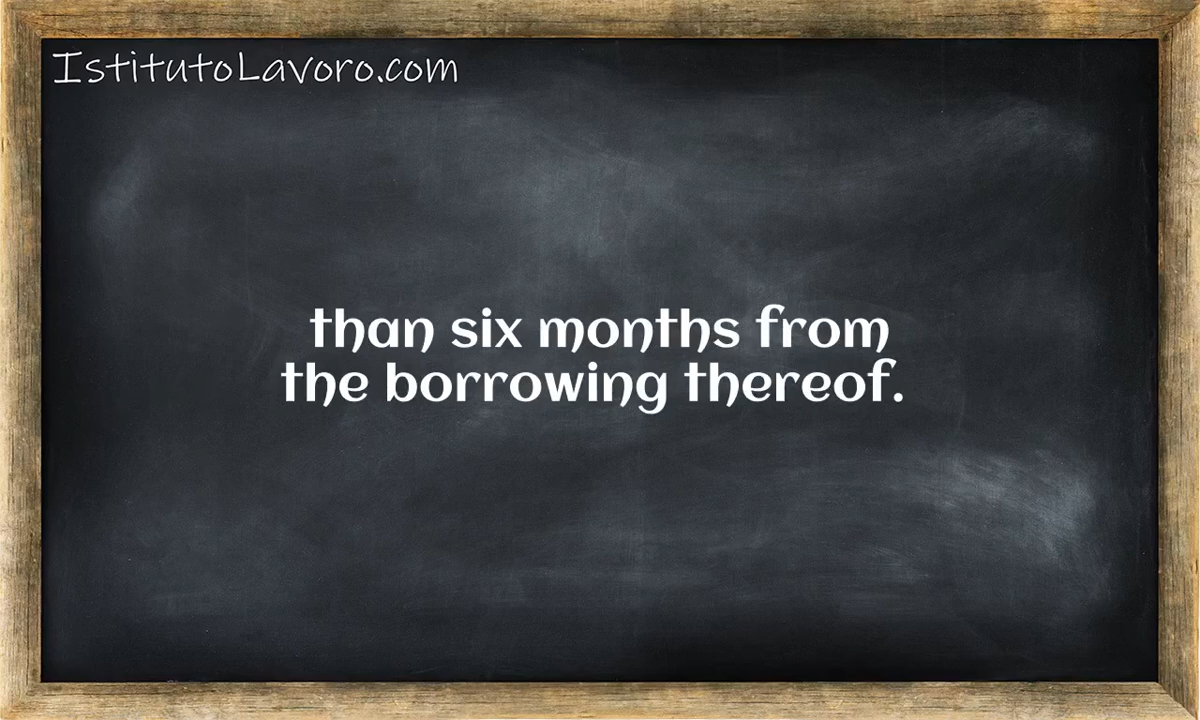 IstitutoLavoro.com
than six months from
the borrowing thereof.